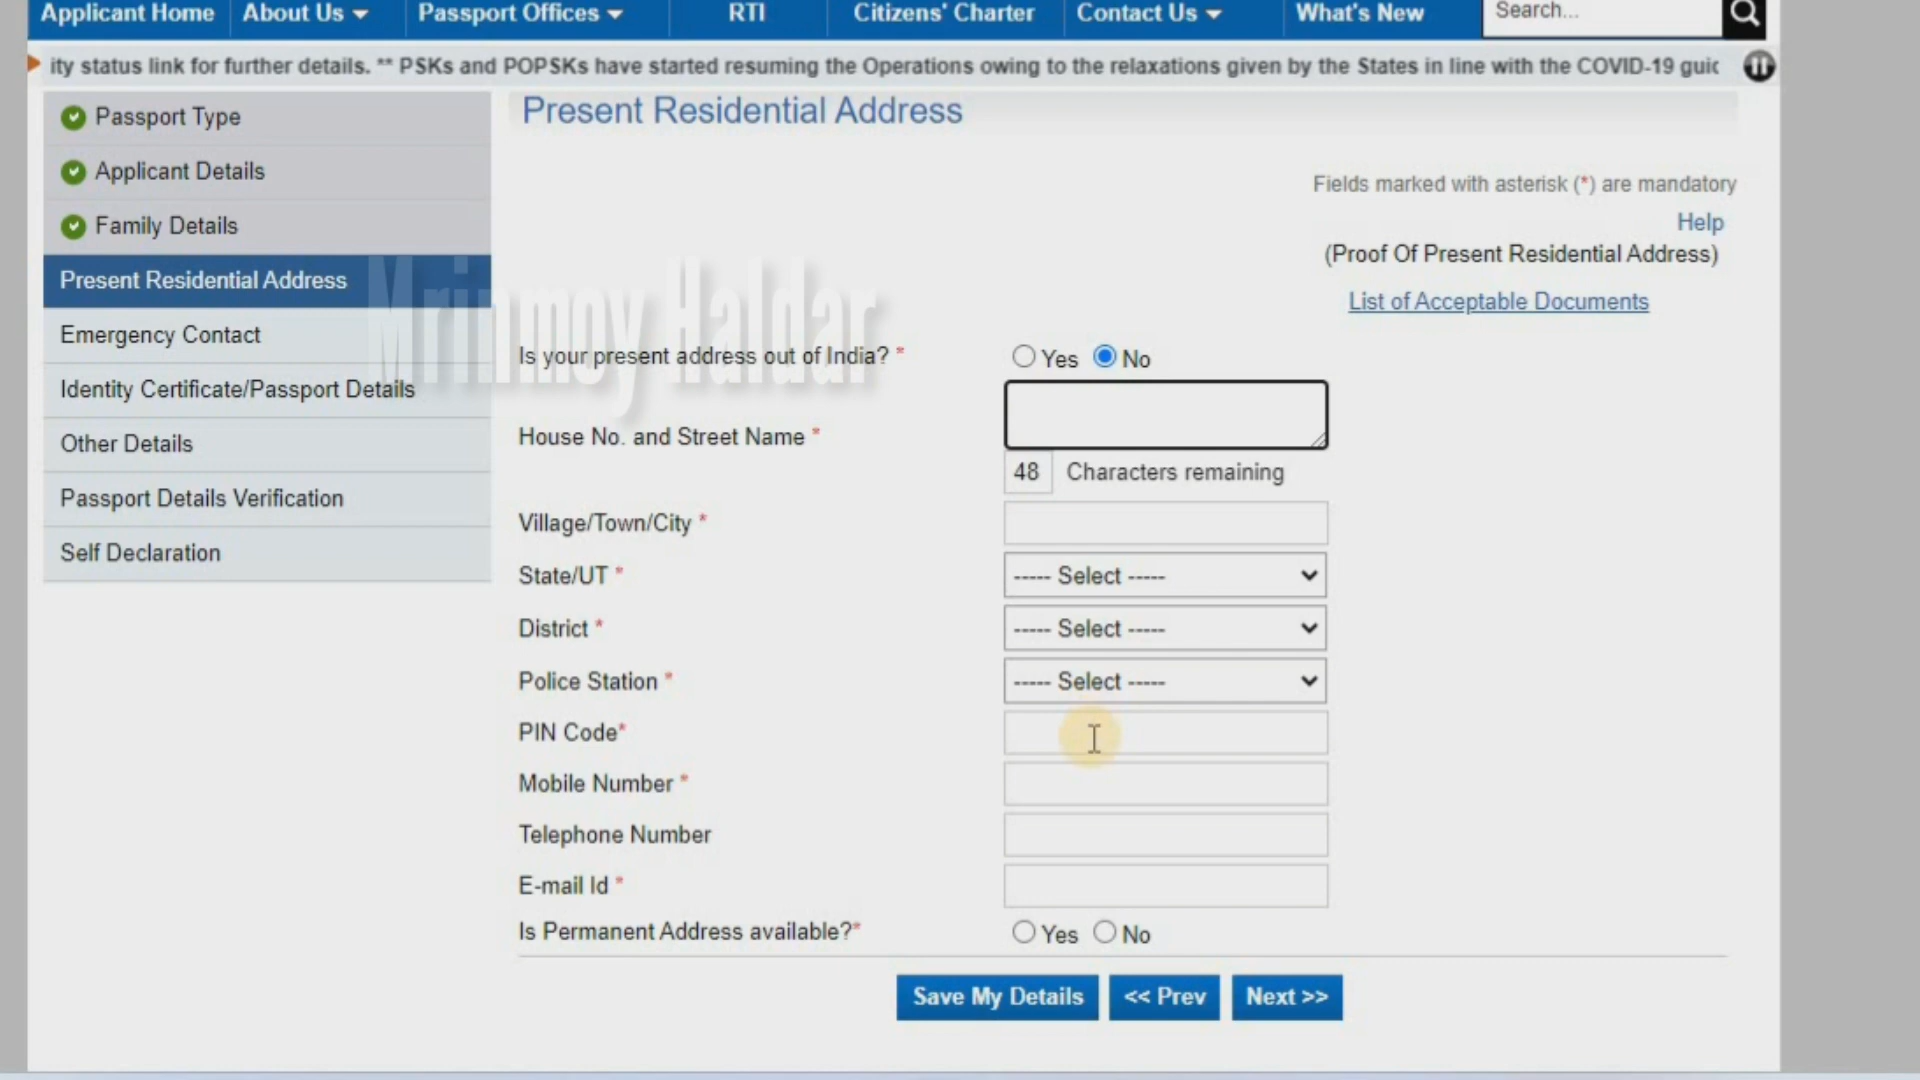 Applicant Home About Us Passport Offices RTI Citizens' Charter Contact Us What's New Search...
ity status link for further details. ** PSKs and POPSKs have started resuming the Operations owing to the relaxations given by the States in line with the COVID-19 guic
Passport Type
Applicant Details
Family Details
Present Residential Address
Emergency Contact
Identity Certificate/Passport Details
Other Details
Passport Details Verification
Self Declaration
Present Residential Address
Fields marked with asterisk (*) are mandatory
Help
(Proof Of Present Residential Address)
List of Acceptable Documents
Mrinmoy Haldar
Is your present address out of India? * Yes No
House No. and Street Name *
48 Characters remaining
Village/Town/City *
State/UT * ----- Select -----
District * ----- Select -----
Police Station * ----- Select -----
PIN Code*
Mobile Number *
Telephone Number
E-mail Id *
Is Permanent Address available?* Yes No
Save My Details << Prev Next >>